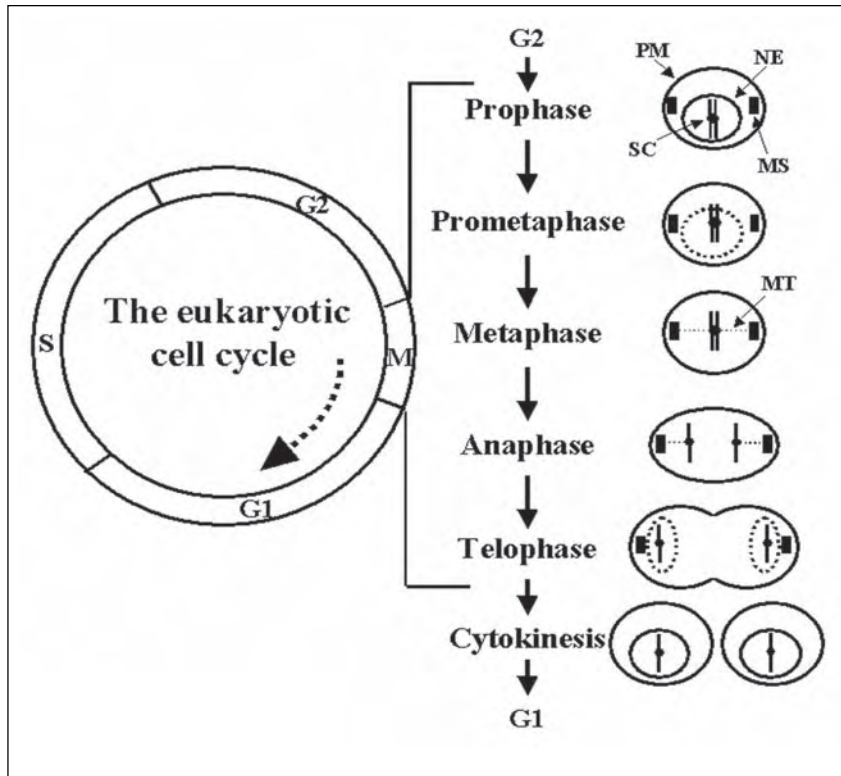 G2
PM
NE
Prophase
SC
MS
G2
Prometaphase
The eukaryotic
cell cycle
MT
S
M
Metaphase
Anaphase
G1
Telophase
Cytokinesis
G1